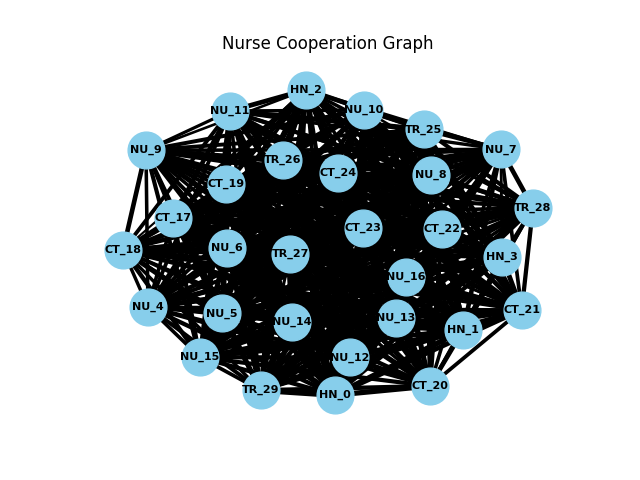 Nurse Cooperation Graph
HN_2
NU_11
NU_10
TR_25
NU_9
NU_7
TR_26
CT_24
NU_8
CT_19
TR_28
CT_17
CT_23
CT_22
CT_18
NU_6
TR_27
HN_3
NU_16
NU_4
NU_5
NU_14
NU_13
CT_21
HN_1
NU_15
NU_12
TR_29
HN_0
CT_20